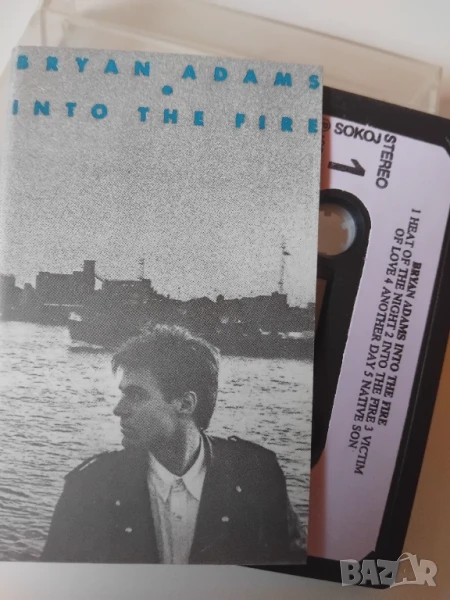 BRYAN ADAMS
INTO THE FIRE
SOKOJ STEREO
1
BRYAN ADAMS INTO THE FIRE
1 HEAT OF THE NIGHT 2 INTO THE FIRE 3 VICTIM
OF LOVE 4 ANOTHER DAY 5 NATIVE SON
BAZAR